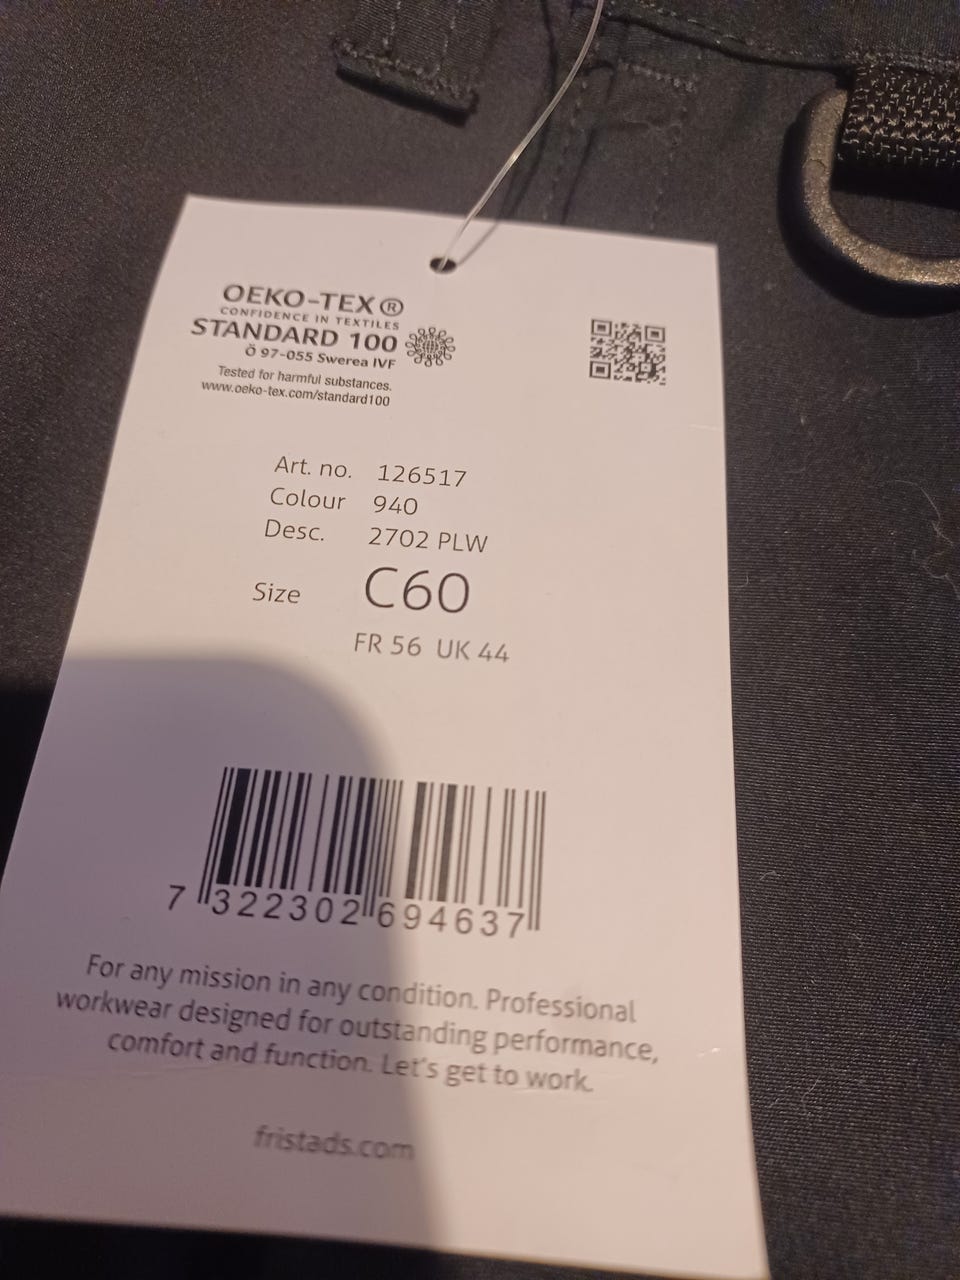 OEKO-TEX®
CONFIDENCE IN TEXTILES
STANDARD 100
Ö 97-055 Swerea IVF
Tested for harmful substances.
www.oeko-tex.com/standard100
Art. no. 126517
Colour 940
Desc. 2702 PLW
Size C60
FR 56 UK 44
7 322302 694637
For any mission in any condition. Professional
workwear designed for outstanding performance,
comfort and function. Let's get to work.
fristads.com